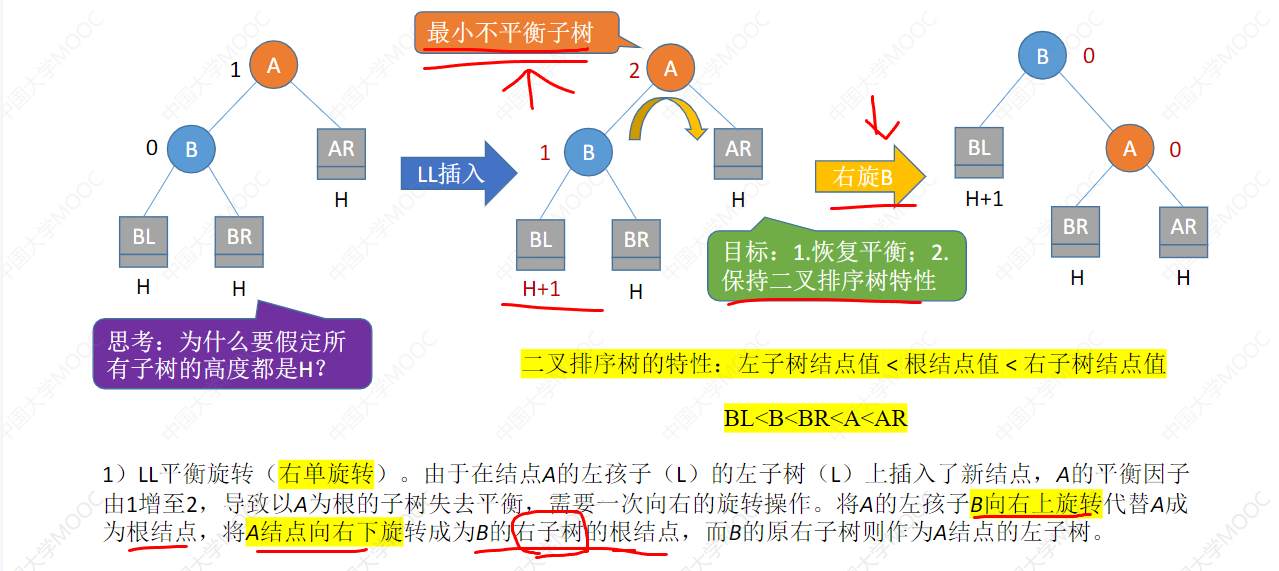 最小不平衡子树
1
A
2
A
B
0
0
B
AR
H
LL插入
1
B
AR
H
右旋B
BL
H+1
A
0
BL
H
BR
H
BL
H+1
BR
H
BR
H
AR
H
目标：1.恢复平衡；2.
保持二叉排序树特性
思考：为什么要假定所
有子树的高度都是H？
二叉排序树的特性：左子树结点值 < 根结点值 < 右子树结点值
BL<B<BR<A<AR
1）LL平衡旋转（右单旋转）。由于在结点A的左孩子（L）的左子树（L）上插入了新结点，A的平衡因子
由1增至2，导致以A为根的子树失去平衡，需要一次向右的旋转操作。将A的左孩子B向右上旋转代替A成
为根结点，将A结点向右下旋转成为B的右子树的根结点，而B的原右子树则作为A结点的左子树。
中国大学MOOC